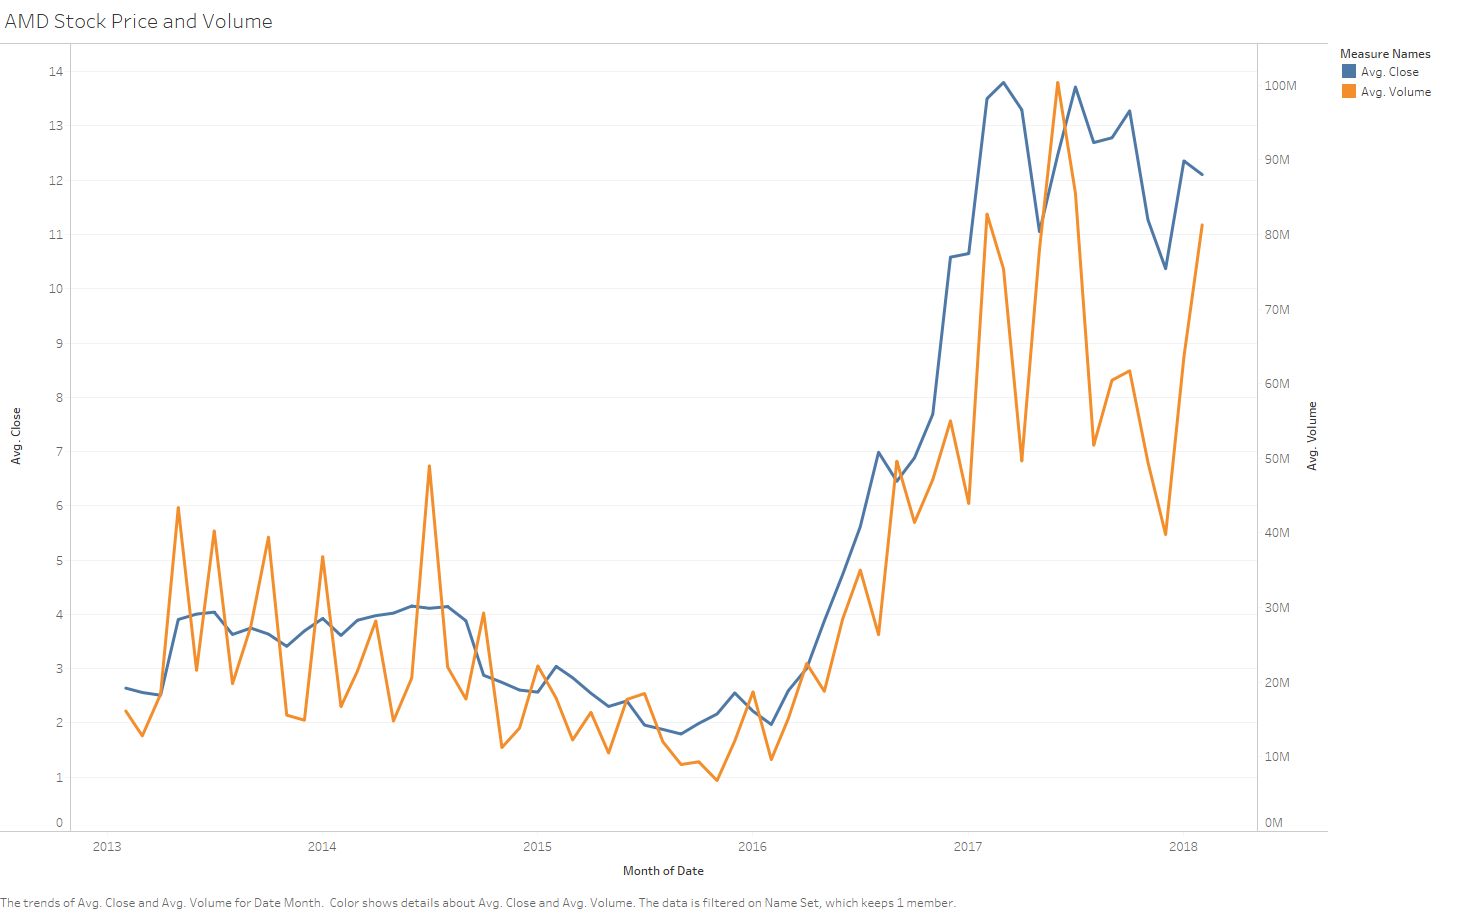 AMD Stock Price and Volume
Measure Names
Avg. Close
Avg. Volume
14
13
12
11
10
9
8
7
6
5
4
3
2
1
0
Avg. Close
100M
90M
80M
70M
60M
50M
40M
30M
20M
10M
0M
Avg. Volume
2013 2014 2015 2016 2017 2018
Month of Date
The trends of Avg. Close and Avg. Volume for Date Month. Color shows details about Avg. Close and Avg. Volume. The data is filtered on Name Set, which keeps 1 member.